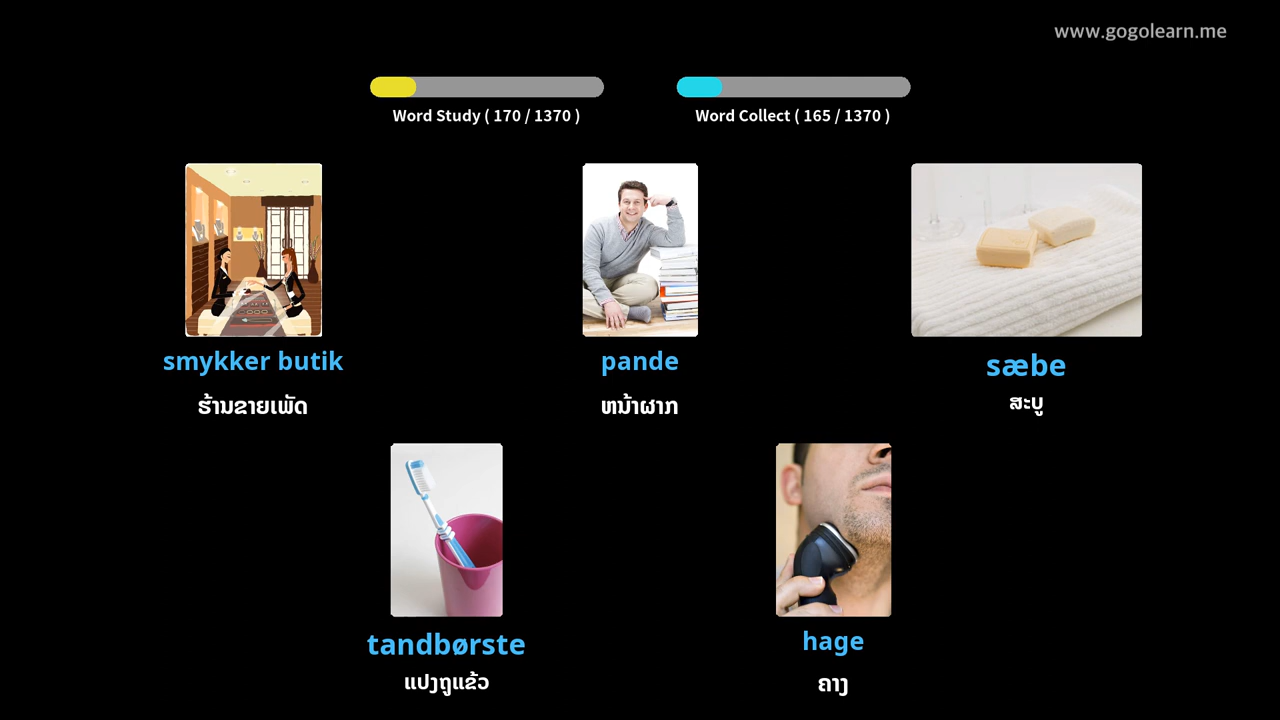 www.gogolearn.me
Word Study ( 170 / 1370 )
Word Collect ( 165 / 1370 )
smykker butik
ຮ້ານຂາຍເພັດ
pande
ຫນ້າຜາກ
sæbe
ສະບູ
tandbørste
ແປງຖູແຂ້ວ
hage
ຄາງ